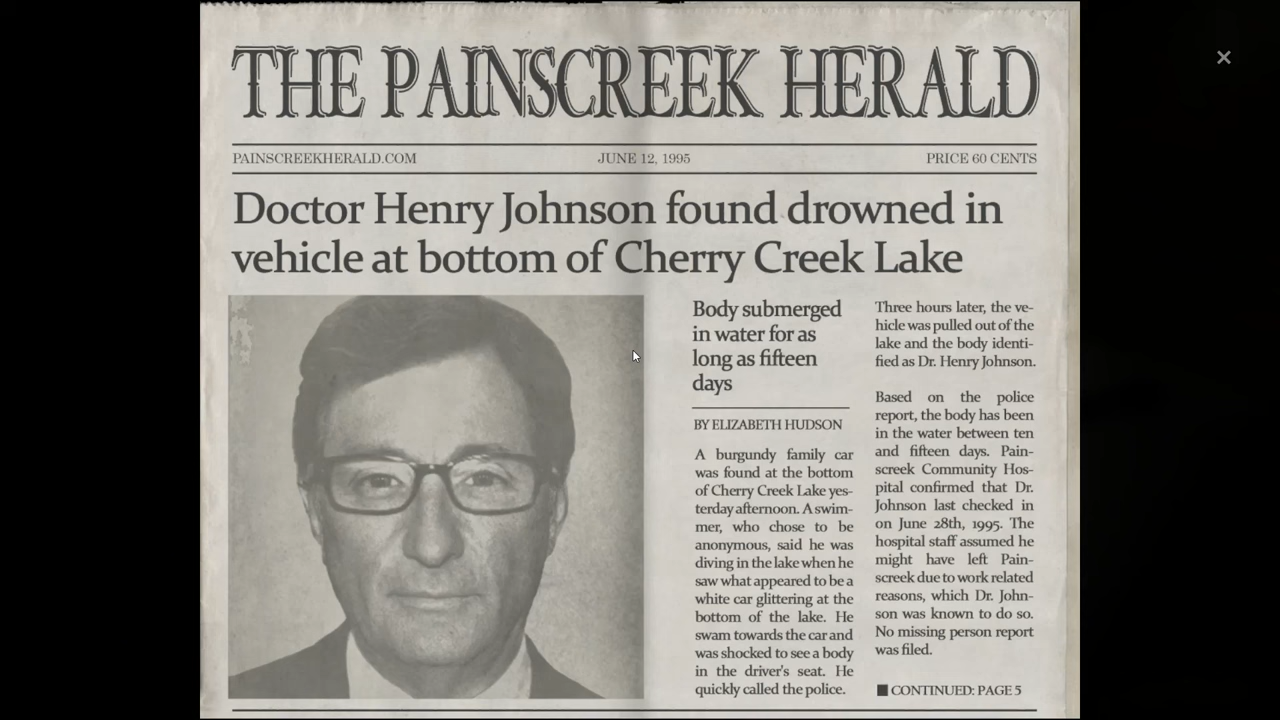 THE PAINSCREEK HERALD
PAINSCREEKHERALD.COM
JUNE 12, 1995
PRICE 60 CENTS
Doctor Henry Johnson found drowned in
vehicle at bottom of Cherry Creek Lake
Body submerged
in water for as
long as fifteen
days
BY ELIZABETH HUDSON
A burgundy family car
was found at the bottom
of Cherry Creek Lake yes-
terday afternoon. A swim-
mer, who chose to be
anonymous, said he was
diving in the lake when he
saw what appeared to be a
white car glittering at the
bottom of the lake. He
swam towards the car and
was shocked to see a body
in the driver's seat. He
quickly called the police.
Three hours later, the ve-
hicle was pulled out of the
lake and the body identi-
fied as Dr. Henry Johnson.
Based on the police
report, the body has been
in the water between ten
and fifteen days. Pain-
screek Community Hos-
pital confirmed that Dr.
Johnson last checked in
on June 28th, 1995. The
hospital staff assumed he
might have left Pain-
screek due to work related
reasons, which Dr. John-
son was known to do so.
No missing person report
was filed.
■ CONTINUED: PAGE 5